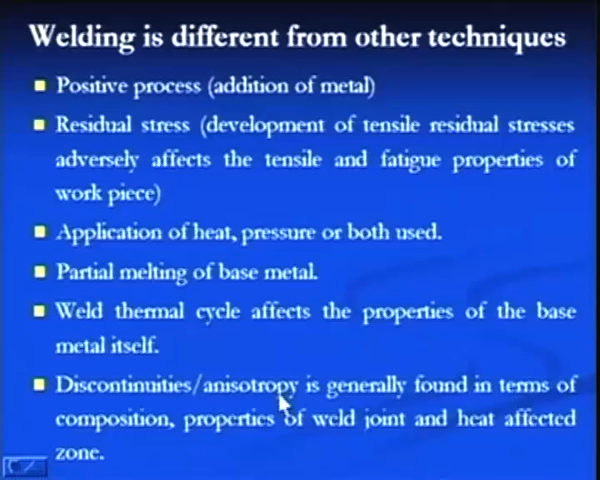 Welding is different from other techniques
Positive process (addition of metal)
Residual stress (development of tensile residual stresses
adversely affects the tensile and fatigue properties of
work piece)
Application of heat, pressure or both used.
Partial melting of base metal.
Weld thermal cycle affects the properties of the base
metal itself.
Discontinuities/anisotropy is generally found in terms of
composition, properties of weld joint and heat affected
zone.